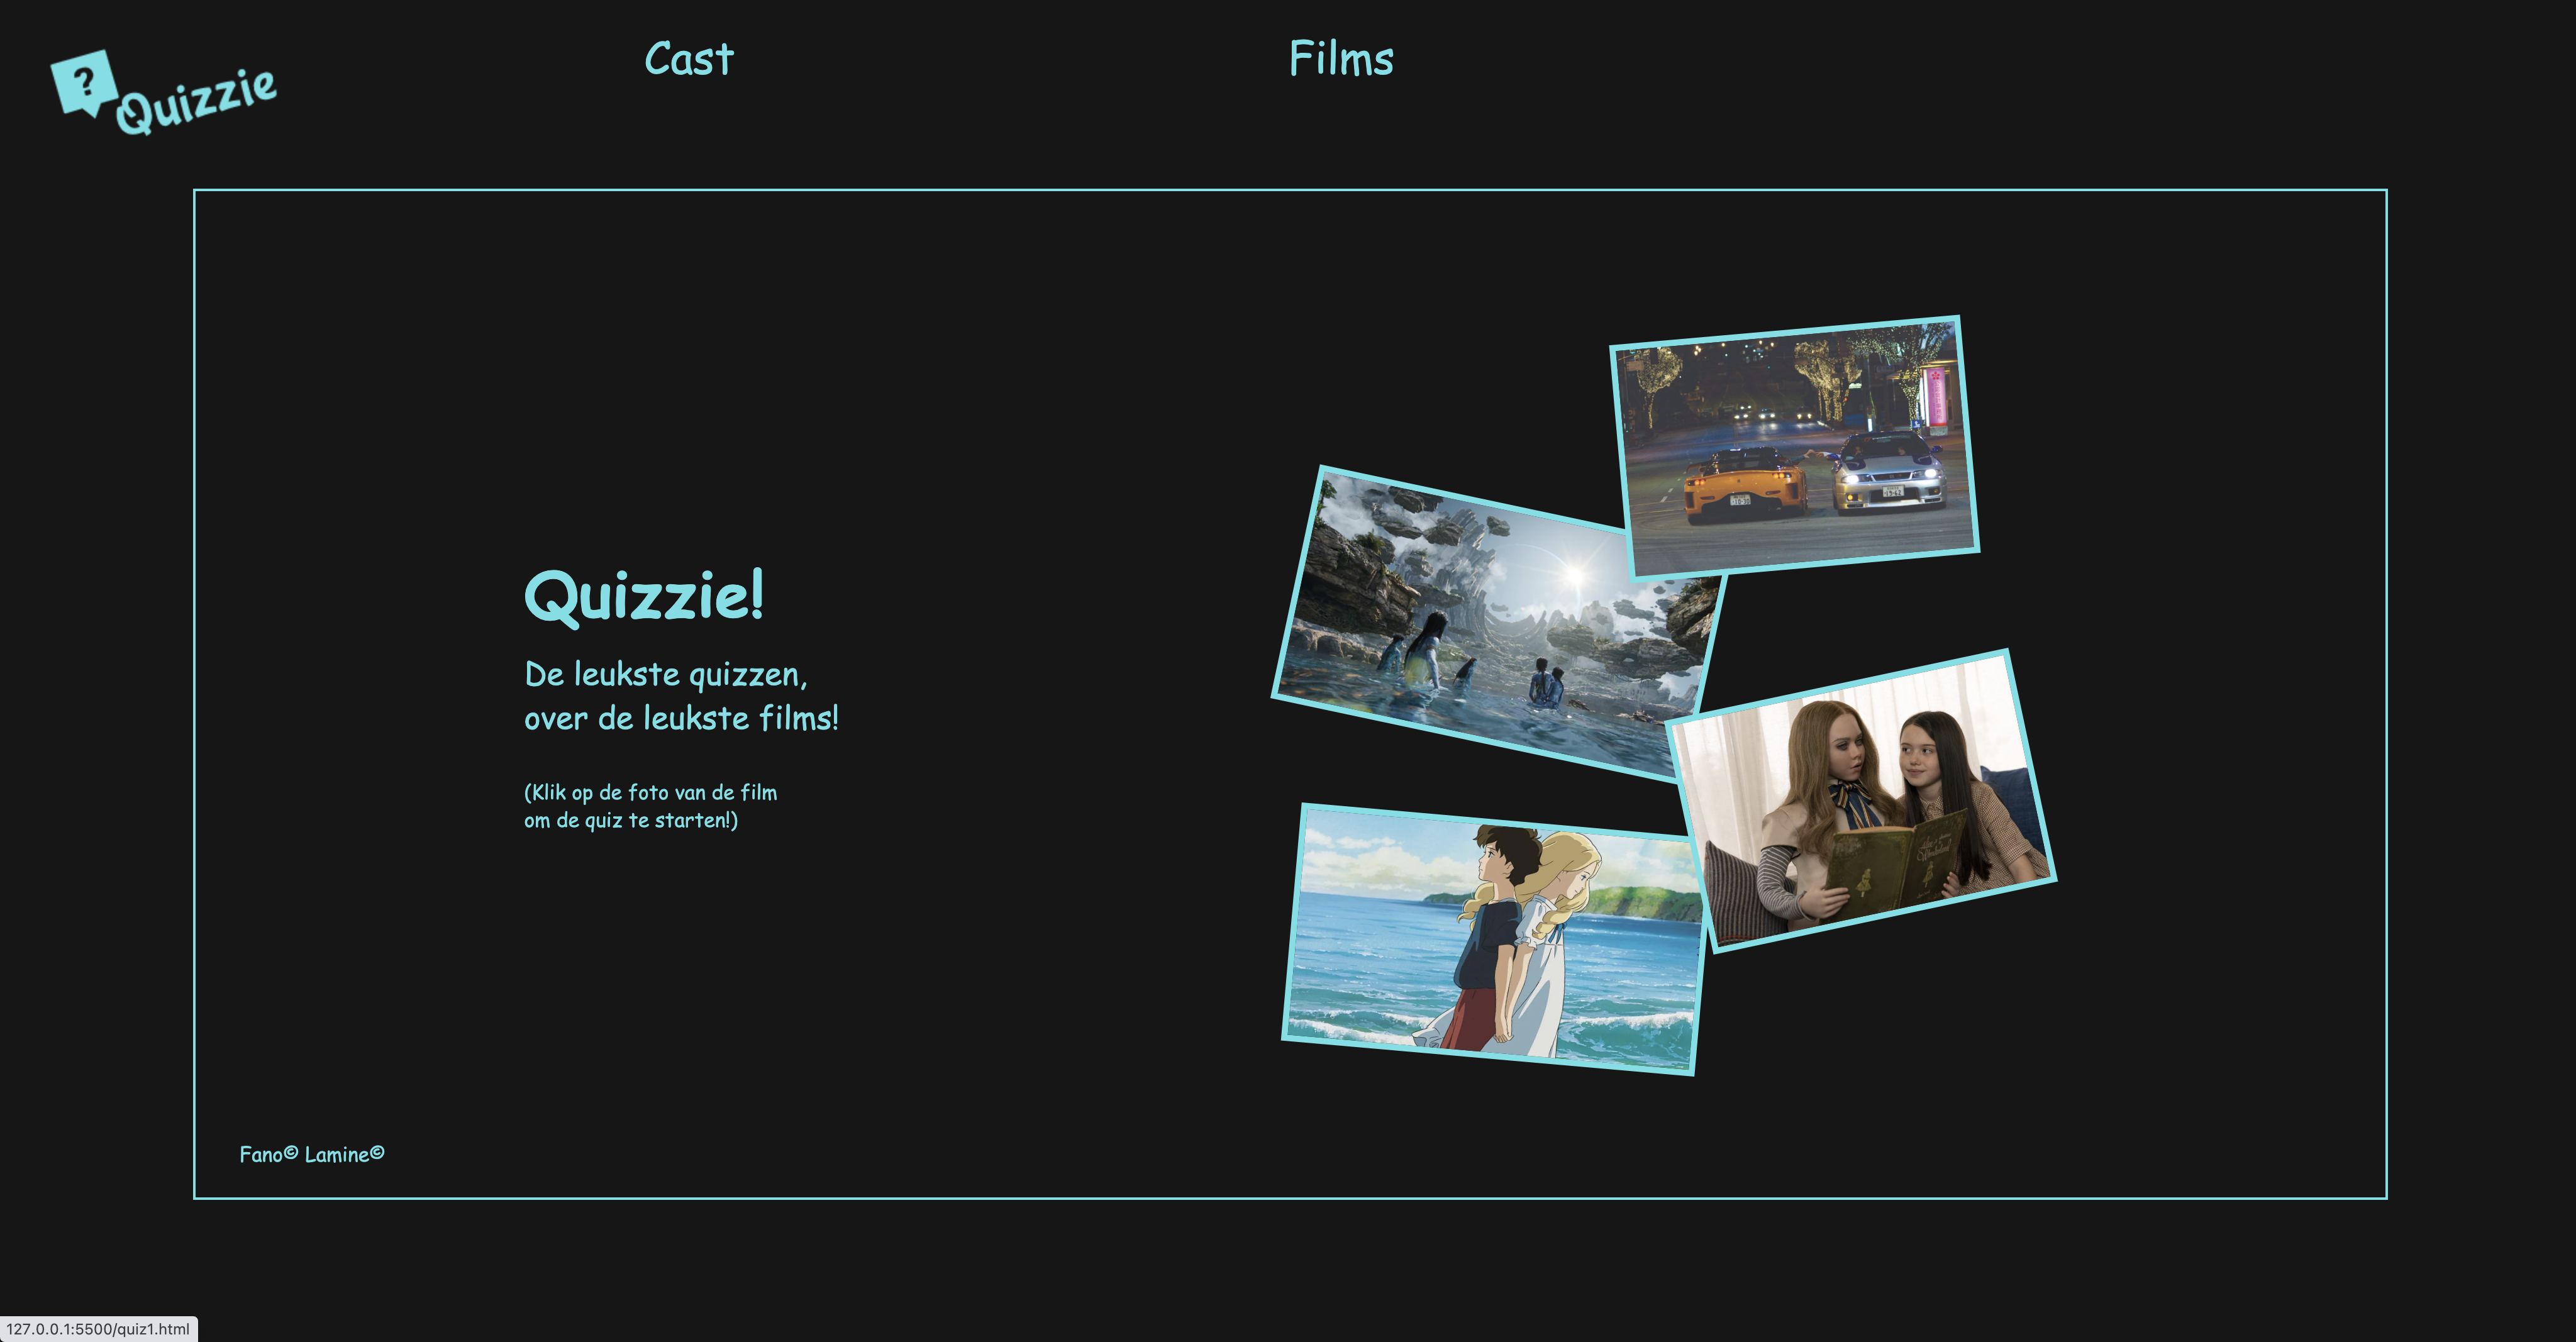 ?
Quizzie
Cast
Films
Quizzie!
De leukste quizzen,
over de leukste films!
(Klik op de foto van de film
om de quiz te starten!)
Fano© Lamine©
127.0.0.1:5500/quiz1.html